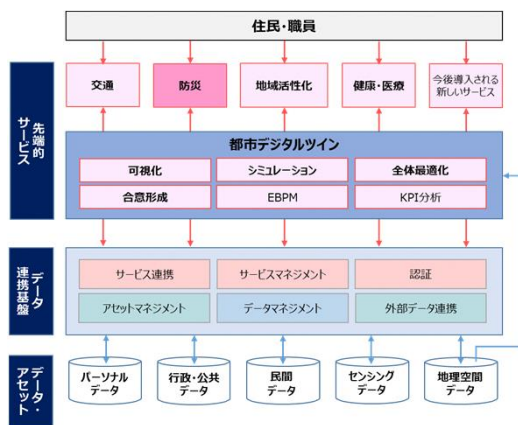 住民・職員
先端的
サービス
交通
防災
地域活性化
健康・医療
今後導入される
新しいサービス
都市デジタルツイン
可視化
シミュレーション
全体最適化
合意形成
EBPM
KPI分析
データ
連携基盤
サービス連携
サービスマネジメント
認証
アセットマネジメント
データマネジメント
外部データ連携
データ・
アセット
パーソナル
データ
行政・公共
データ
民間
データ
センシング
データ
地理空間
データ